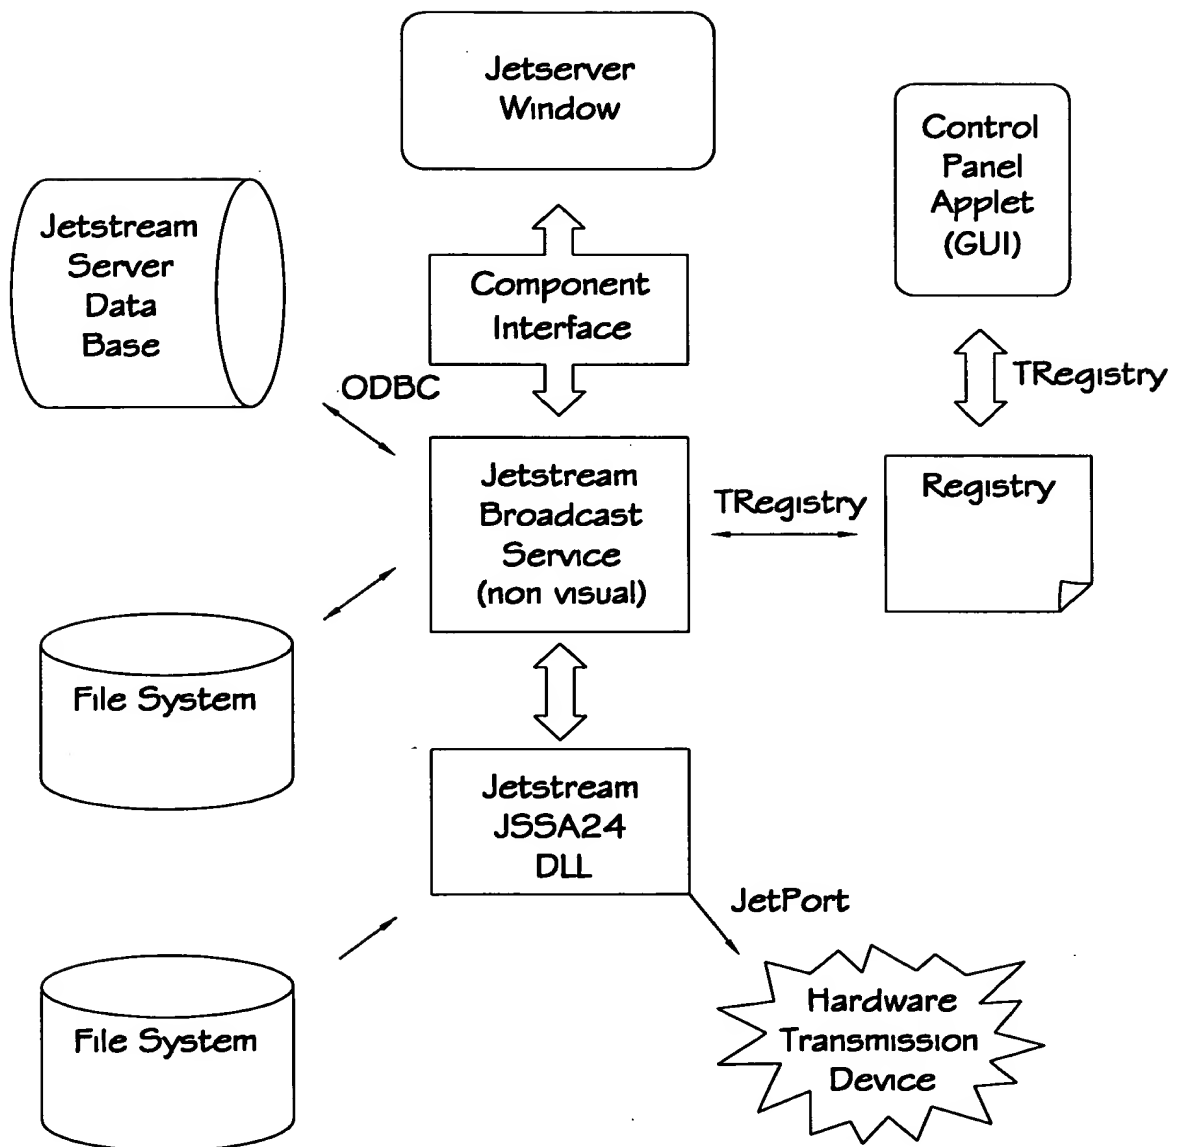 Jetserver
Window
Control
Panel
Applet
(GUI)
Jetstream
Server
Data
Base
Component
Interface
ODBC
TRegistry
Jetstream
Broadcast
Service
(non visual)
TRegistry
Registry
File System
Jetstream
JSSA24
DLL
JetPort
File System
Hardware
Transmission
Device